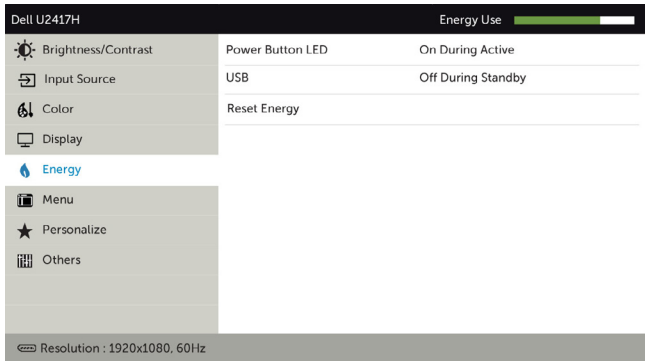 Dell U2417H Energy Use
Brightness/Contrast Power Button LED On During Active
Input Source USB Off During Standby
Color Reset Energy
Display
Energy
Menu
Personalize
Others
Resolution : 1920x1080, 60Hz